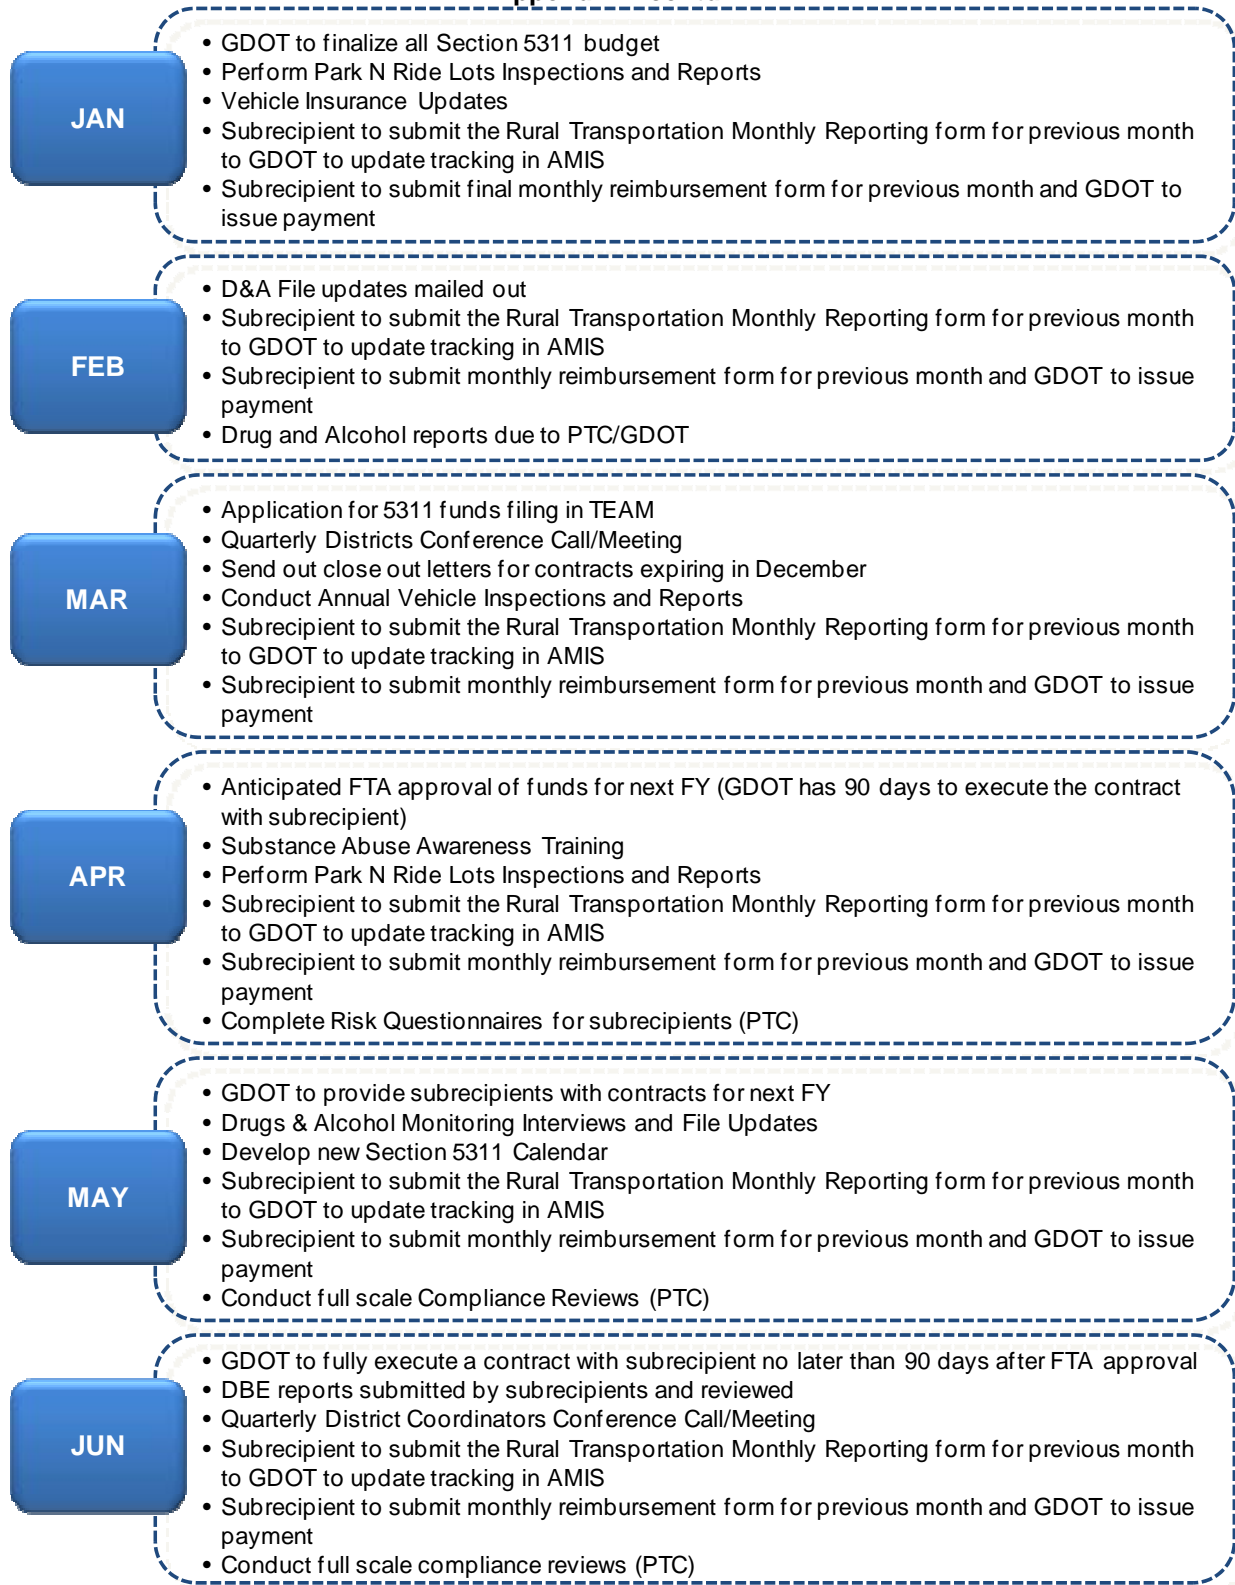 JAN
• GDOT to finalize all Section 5311 budget
• Perform Park N Ride Lots Inspections and Reports
• Vehicle Insurance Updates
• Subrecipient to submit the Rural Transportation Monthly Reporting form for previous month
to GDOT to update tracking in AMIS
• Subrecipient to submit final monthly reimbursement form for previous month and GDOT to
issue payment
FEB
• D&A File updates mailed out
• Subrecipient to submit the Rural Transportation Monthly Reporting form for previous month
to GDOT to update tracking in AMIS
• Subrecipient to submit monthly reimbursement form for previous month and GDOT to issue
payment
• Drug and Alcohol reports due to PTC/GDOT
MAR
• Application for 5311 funds filing in TEAM
• Quarterly Districts Conference Call/Meeting
• Send out close out letters for contracts expiring in December
• Conduct Annual Vehicle Inspections and Reports
• Subrecipient to submit the Rural Transportation Monthly Reporting form for previous month
to GDOT to update tracking in AMIS
• Subrecipient to submit monthly reimbursement form for previous month and GDOT to issue
payment
APR
• Anticipated FTA approval of funds for next FY (GDOT has 90 days to execute the contract
with subrecipient)
• Substance Abuse Awareness Training
• Perform Park N Ride Lots Inspections and Reports
• Subrecipient to submit the Rural Transportation Monthly Reporting form for previous month
to GDOT to update tracking in AMIS
• Subrecipient to submit monthly reimbursement form for previous month and GDOT to issue
payment
• Complete Risk Questionnaires for subrecipients (PTC)
MAY
• GDOT to provide subrecipients with contracts for next FY
• Drugs & Alcohol Monitoring Interviews and File Updates
• Develop new Section 5311 Calendar
• Subrecipient to submit the Rural Transportation Monthly Reporting form for previous month
to GDOT to update tracking in AMIS
• Subrecipient to submit monthly reimbursement form for previous month and GDOT to issue
payment
• Conduct full scale Compliance Reviews (PTC)
JUN
• GDOT to fully execute a contract with subrecipient no later than 90 days after FTA approval
• DBE reports submitted by subrecipients and reviewed
• Quarterly District Coordinators Conference Call/Meeting
• Subrecipient to submit the Rural Transportation Monthly Reporting form for previous month
to GDOT to update tracking in AMIS
• Subrecipient to submit monthly reimbursement form for previous month and GDOT to issue
payment
• Conduct full scale compliance reviews (PTC)